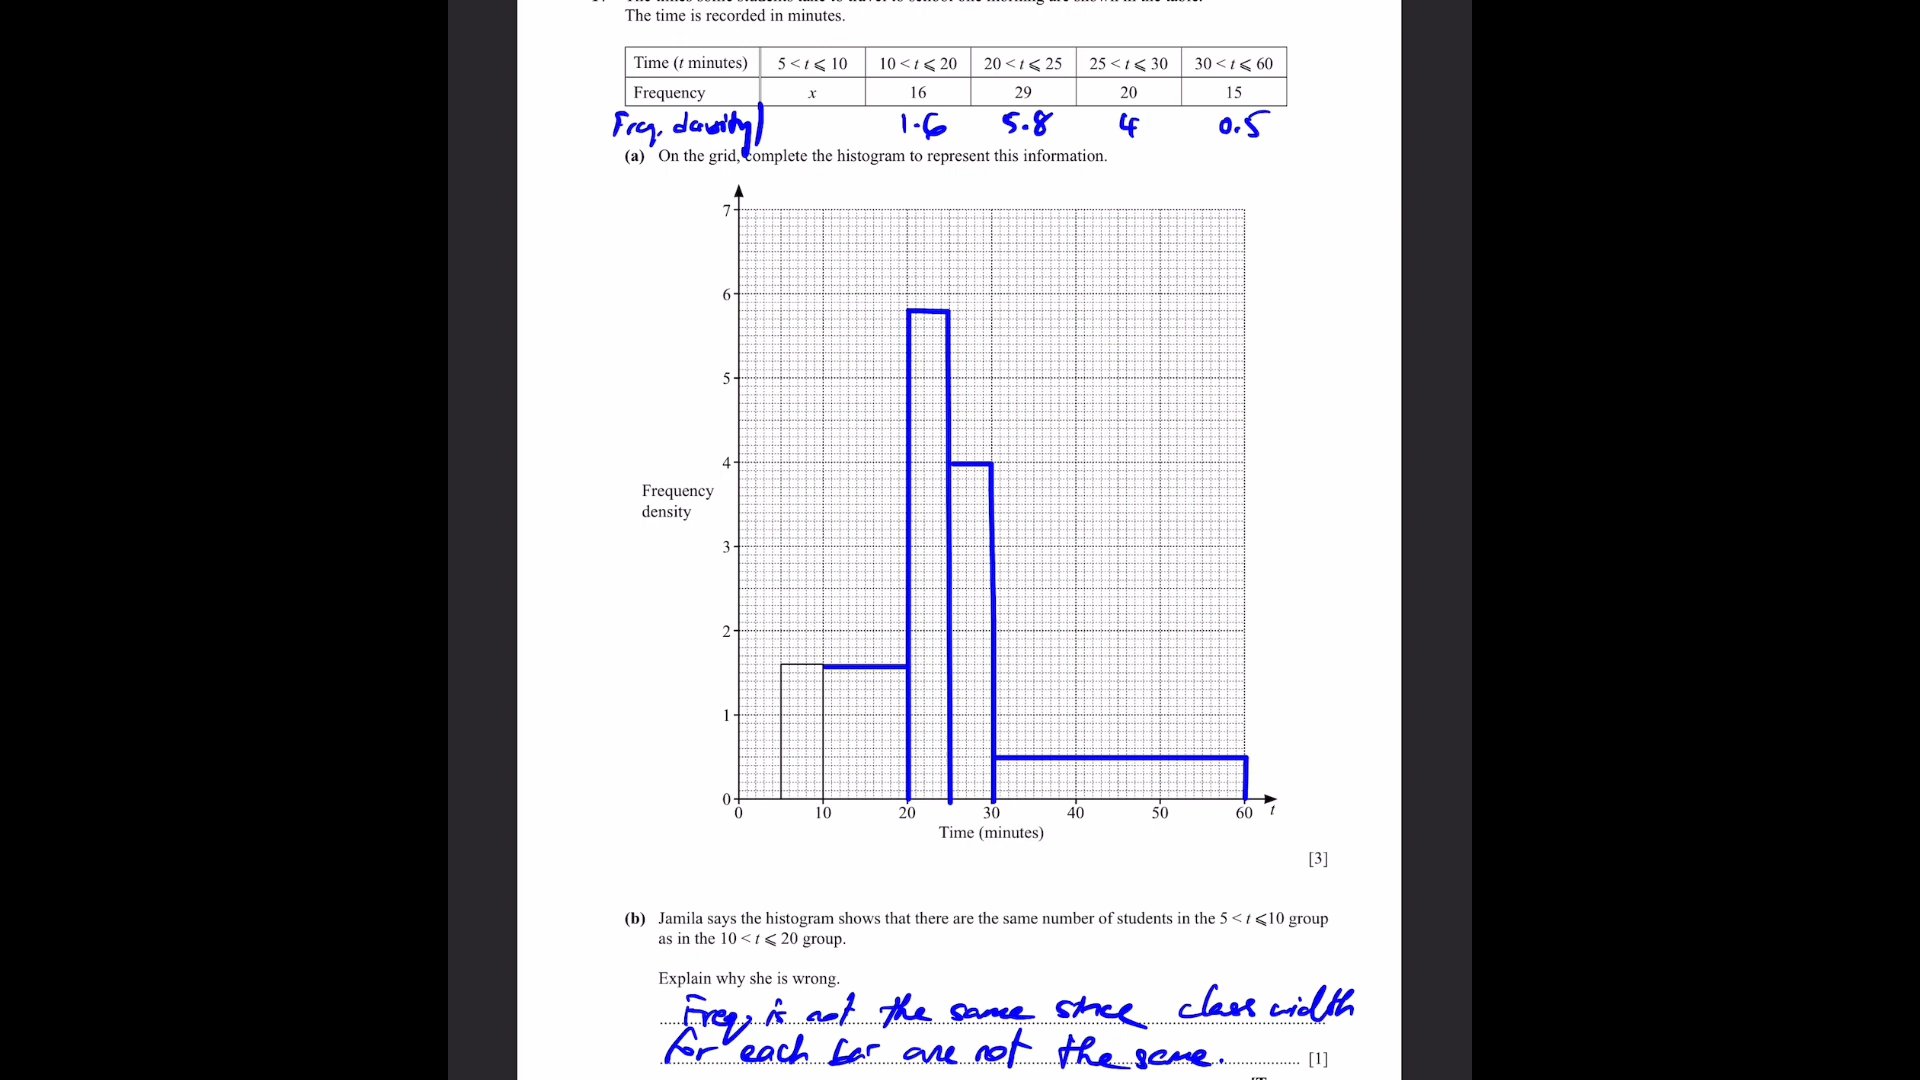 The time is recorded in minutes.
Time (t minutes) 5 < t ⩽ 10 10 < t ⩽ 20 20 < t ⩽ 25 25 < t ⩽ 30 30 < t ⩽ 60
Frequency x 16 29 20 15
Freq. density 1.6 5.8 4 0.5
(a) On the grid, complete the histogram to represent this information.
7
6
5
4
Frequency
density
3
2
1
0
0 10 20 30 40 50 60 t
Time (minutes)
[3]
(b) Jamila says the histogram shows that there are the same number of students in the 5 < t ⩽ 10 group
as in the 10 < t ⩽ 20 group.
Explain why she is wrong.
Freq. is not the same since class width
for each bar are not the same. [1]